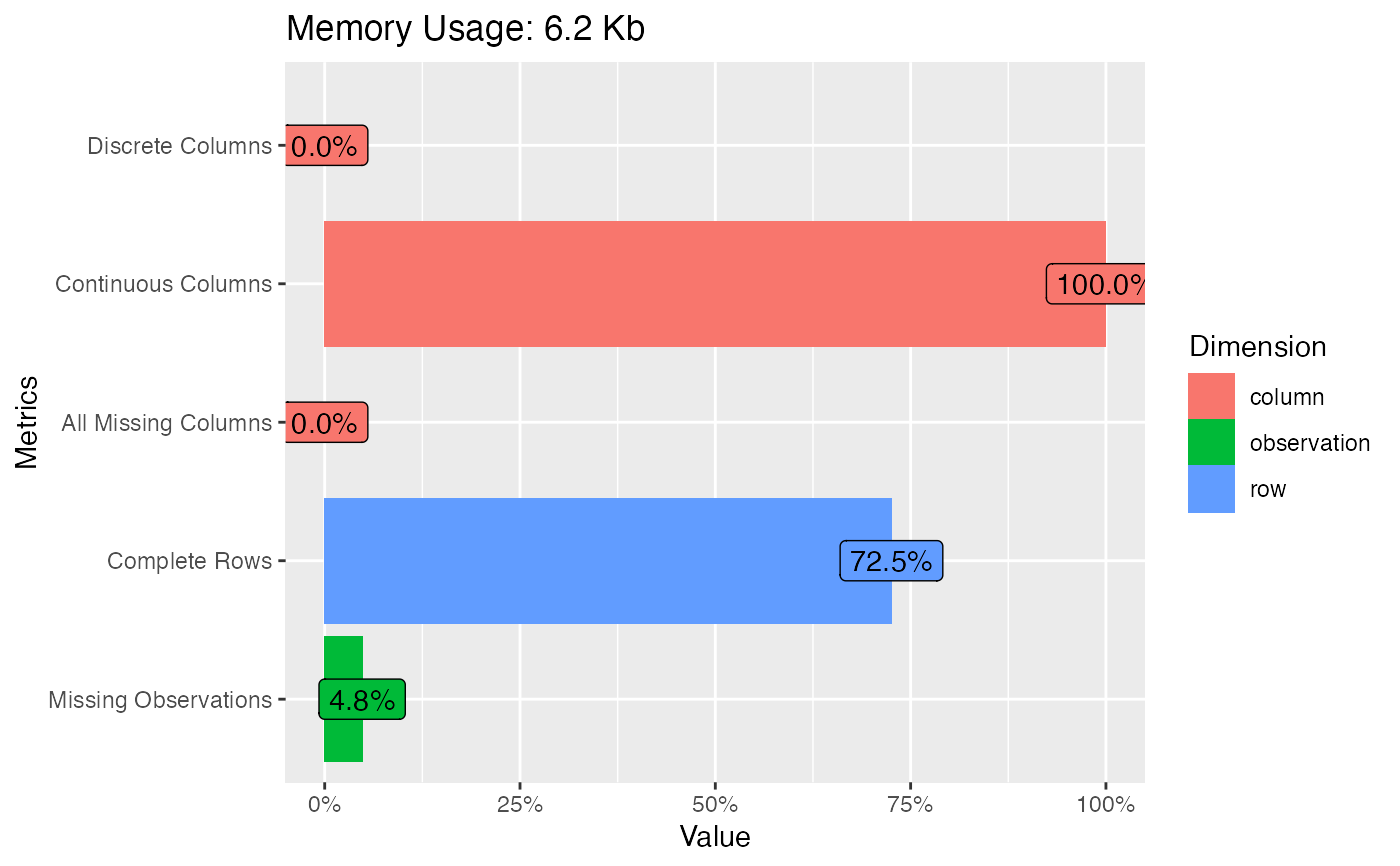 Memory Usage: 6.2 Kb
Discrete Columns
0.0%
Continuous Columns
100.0%
All Missing Columns
0.0%
Complete Rows
72.5%
Missing Observations
4.8%
0%
25%
50%
75%
100%
Value
Metrics
Dimension
column
observation
row